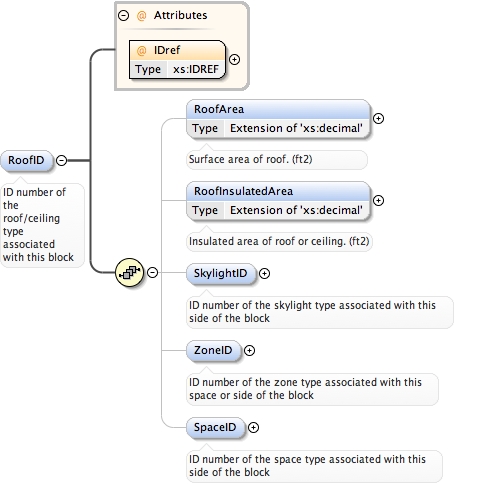 @ Attributes
@ IDref
Type xs:IDREF
RoofID
ID number of
the
roof/ceiling
type
associated
with this block
RoofArea
Type Extension of 'xs:decimal'
Surface area of roof. (ft2)
RoofInsulatedArea
Type Extension of 'xs:decimal'
Insulated area of roof or ceiling. (ft2)
SkylightID
ID number of the skylight type associated with this
side of the block
ZoneID
ID number of the zone type associated with this
space or side of the block
SpaceID
ID number of the space type associated with this
side of the block